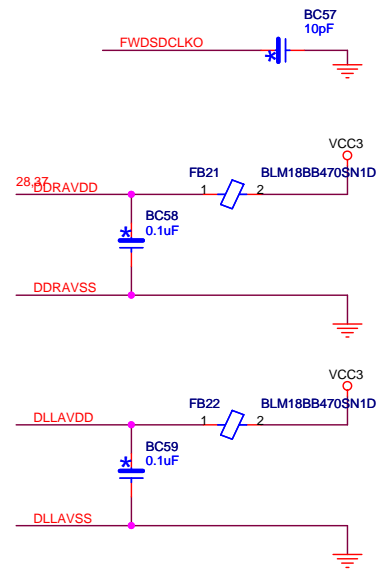 BC57
10pF
FWDSDCLKO
*
VCC3
FB21 BLM18BB470SN1D
28,37
DDRAVDD
1 2
BC58
* 0.1uF
DDRAVSS
VCC3
FB22 BLM18BB470SN1D
DLLAVDD
1 2
BC59
* 0.1uF
DLLAVSS